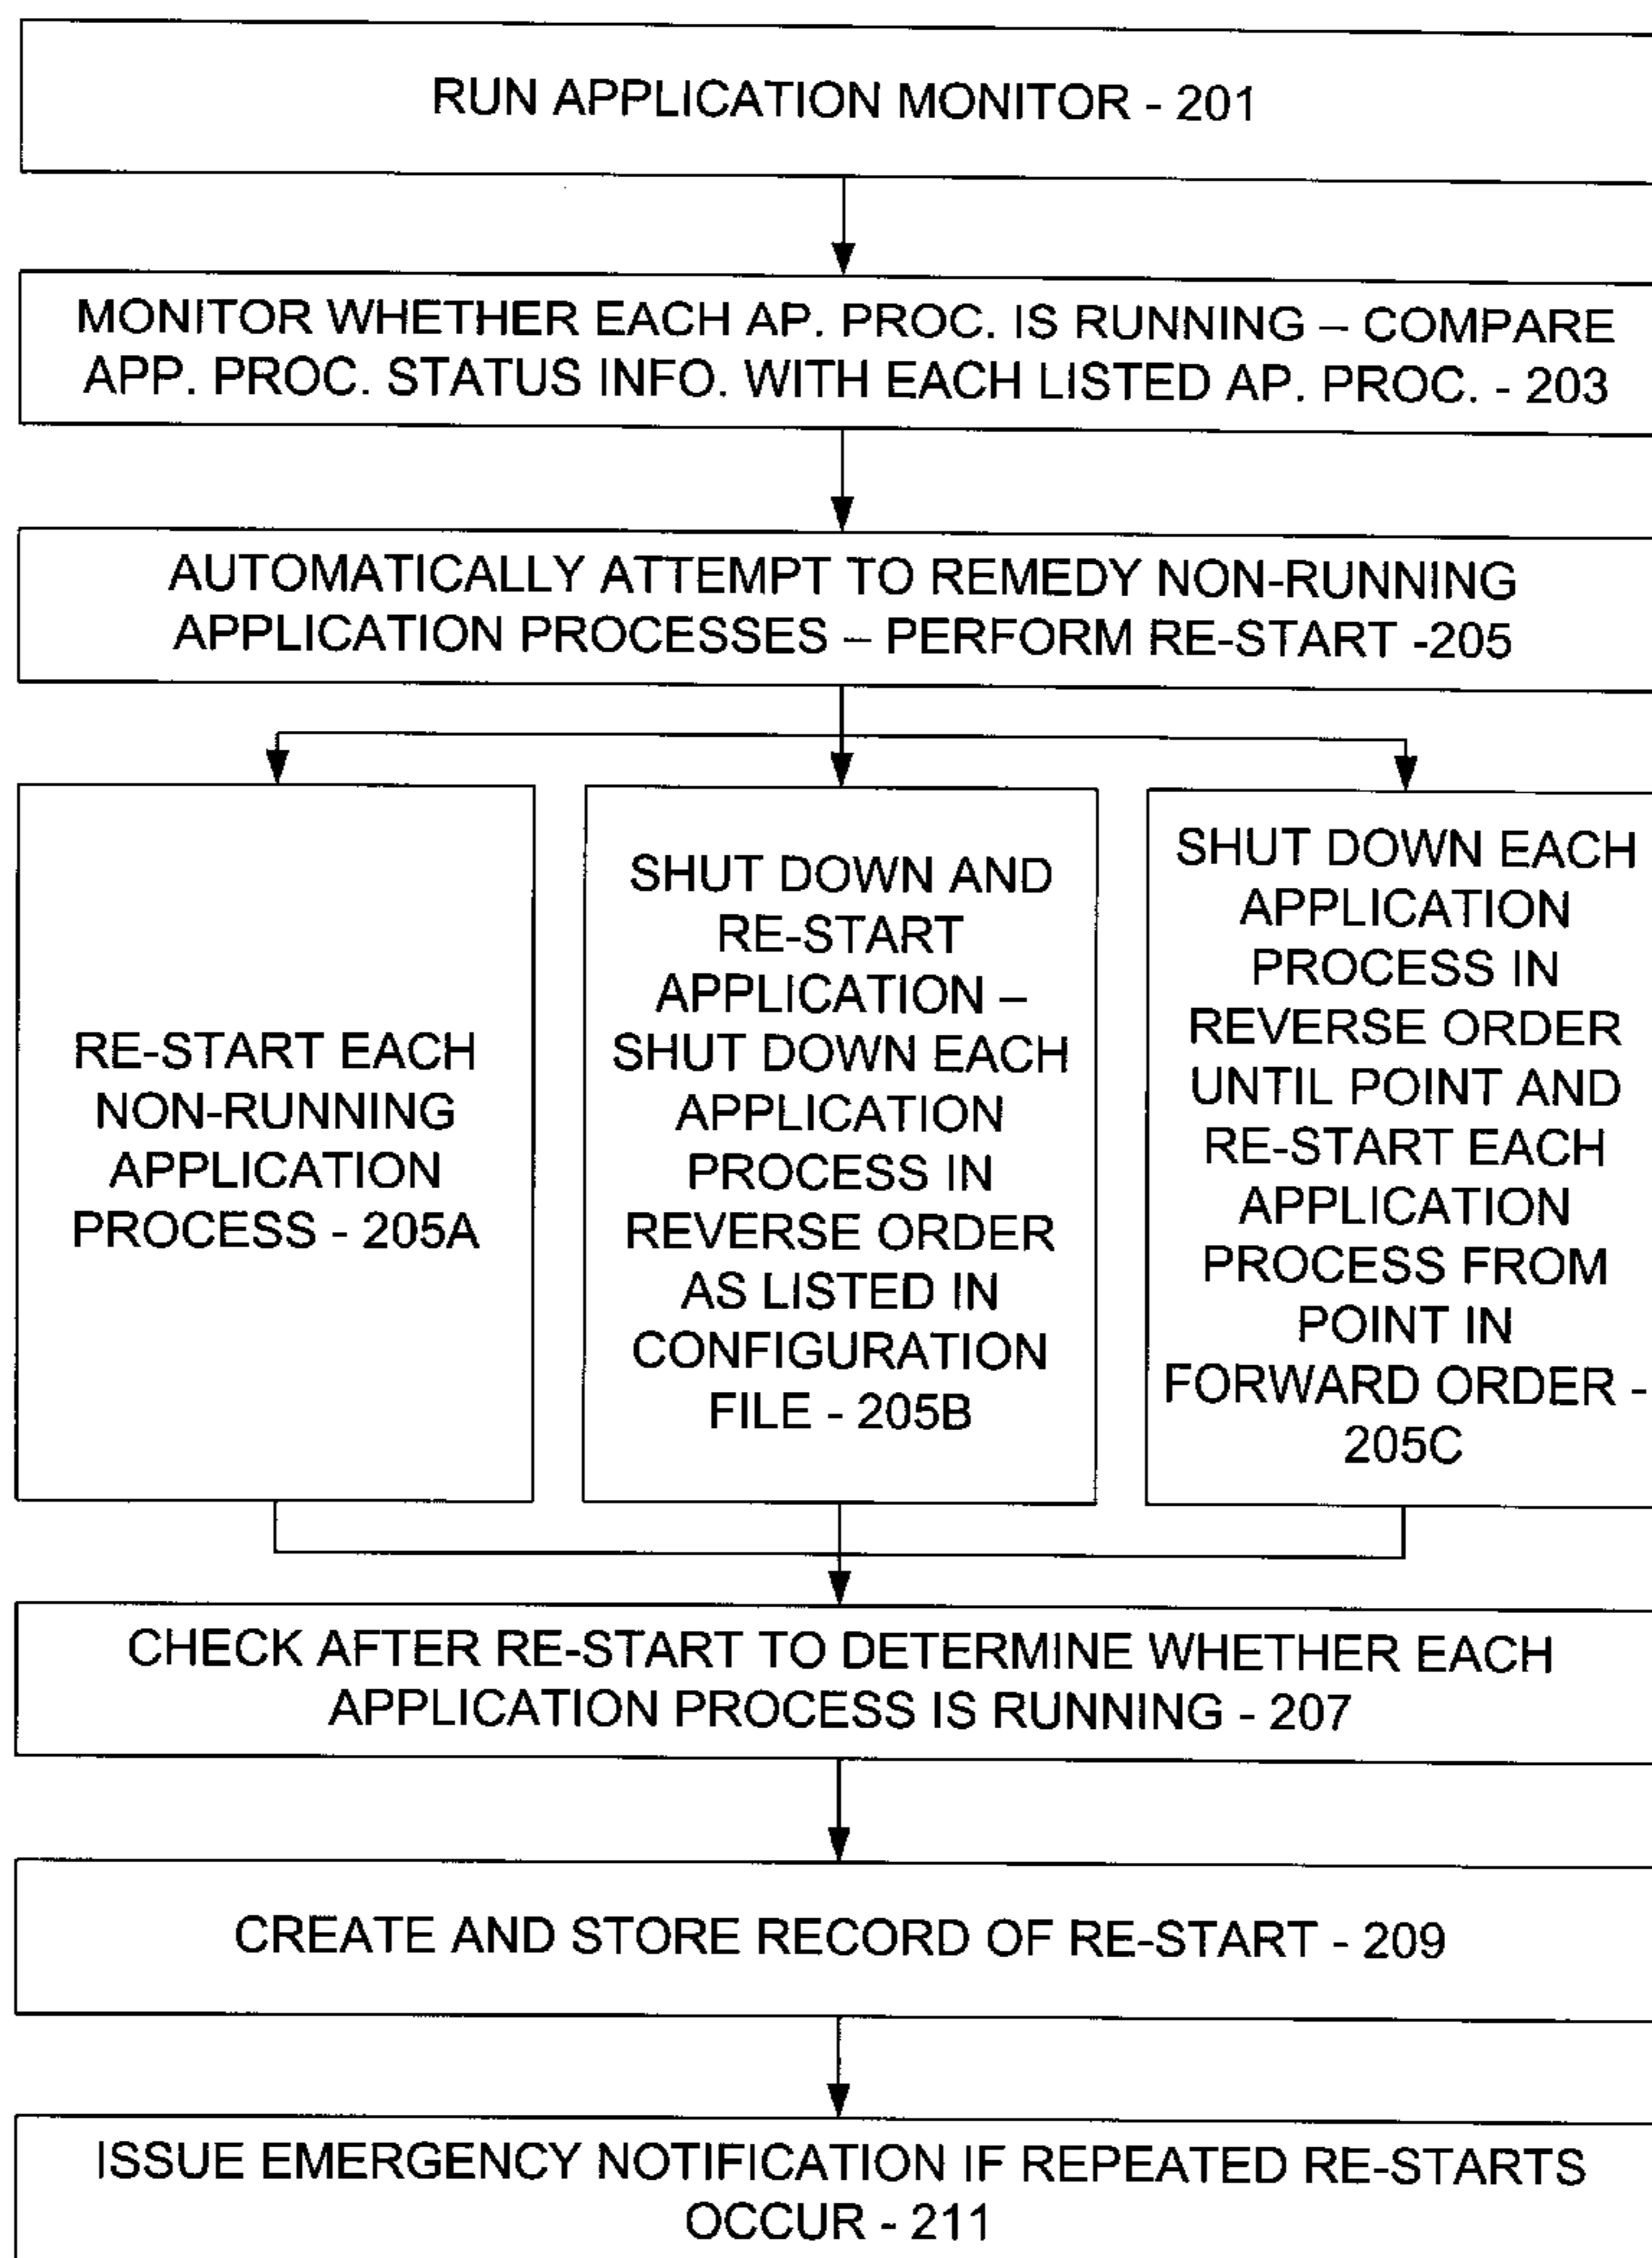 RUN APPLICATION MONITOR - 201
MONITOR WHETHER EACH AP. PROC. IS RUNNING – COMPARE
APP. PROC. STATUS INFO. WITH EACH LISTED AP. PROC. - 203
AUTOMATICALLY ATTEMPT TO REMEDY NON-RUNNING
APPLICATION PROCESSES – PERFORM RE-START -205
RE-START EACH
NON-RUNNING
APPLICATION
PROCESS - 205A
SHUT DOWN AND
RE-START
APPLICATION –
SHUT DOWN EACH
APPLICATION
PROCESS IN
REVERSE ORDER
AS LISTED IN
CONFIGURATION
FILE - 205B
SHUT DOWN EACH
APPLICATION
PROCESS IN
REVERSE ORDER
UNTIL POINT AND
RE-START EACH
APPLICATION
PROCESS FROM
POINT IN
FORWARD ORDER -
205C
CHECK AFTER RE-START TO DETERMINE WHETHER EACH
APPLICATION PROCESS IS RUNNING - 207
CREATE AND STORE RECORD OF RE-START - 209
ISSUE EMERGENCY NOTIFICATION IF REPEATED RE-STARTS
OCCUR - 211